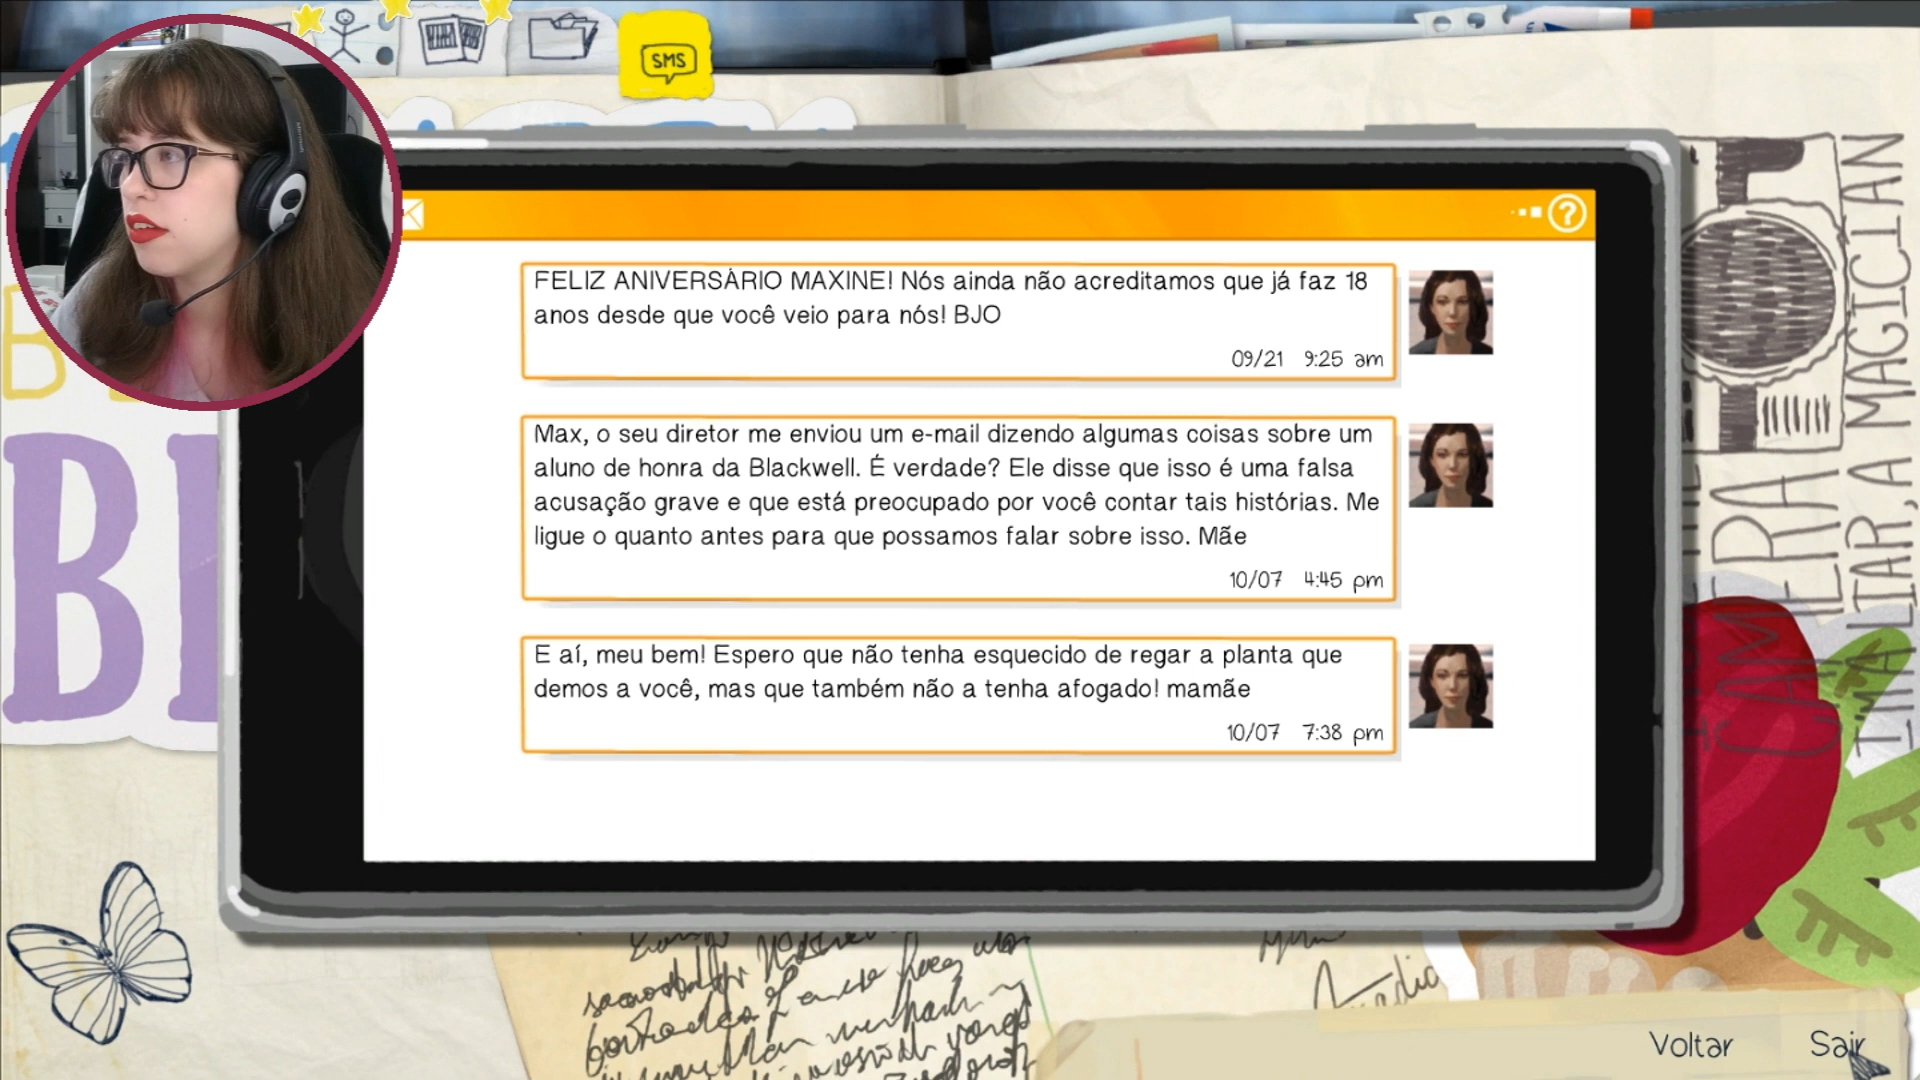 SMS
FELIZ ANIVERSÁRIO MAXINE! Nós ainda não acreditamos que já faz 18
anos desde que você veio para nós! BJO
09/21 9:25 am
Max, o seu diretor me enviou um e-mail dizendo algumas coisas sobre um
aluno de honra da Blackwell. É verdade? Ele disse que isso é uma falsa
acusação grave e que está preocupado por você contar tais histórias. Me
ligue o quanto antes para que possamos falar sobre isso. Mãe
10/07 4:45 pm
E aí, meu bem! Espero que não tenha esquecido de regar a planta que
demos a você, mas que também não a tenha afogado! mamãe
10/07 7:38 pm
LIAR, A MAGICIAN
Voltar Sair